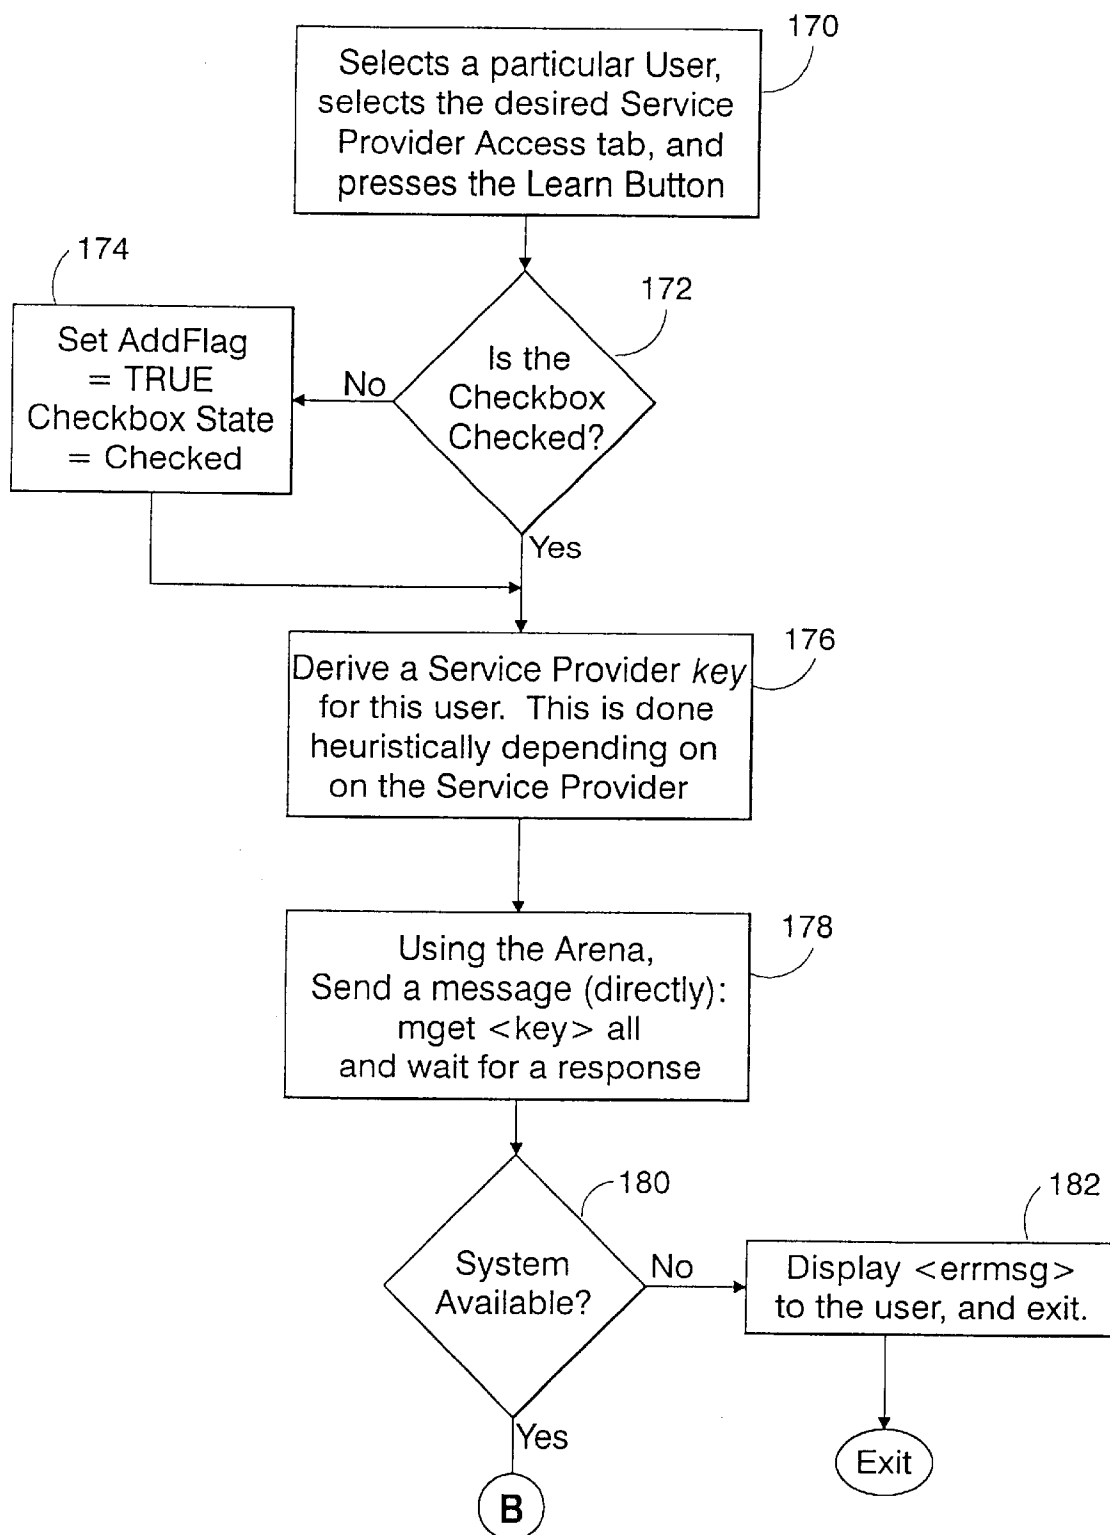 170
Selects a particular User,
selects the desired Service
Provider Access tab, and
presses the Learn Button
174
172
Set AddFlag
= TRUE
Checkbox State
= Checked
No
Is the
Checkbox
Checked?
Yes
176
Derive a Service Provider key
for this user. This is done
heuristically depending on
on the Service Provider
178
Using the Arena,
Send a message (directly):
mget <key> all
and wait for a response
180
182
System
Available?
No
Display <errmsg>
to the user, and exit.
Yes
Exit
B